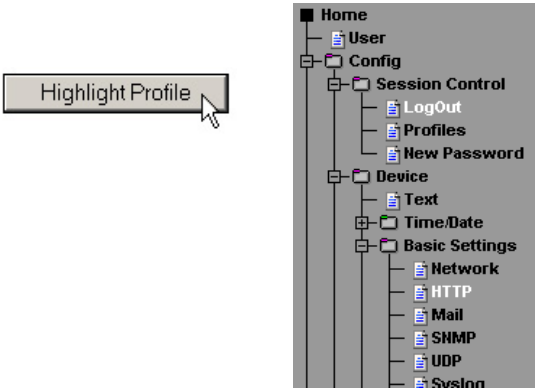 Highlight Profile
Home
User
Config
Session Control
LogOut
Profiles
New Password
Device
Text
Time/Date
Basic Settings
Network
HTTP
Mail
SNMP
UDP
Syslog